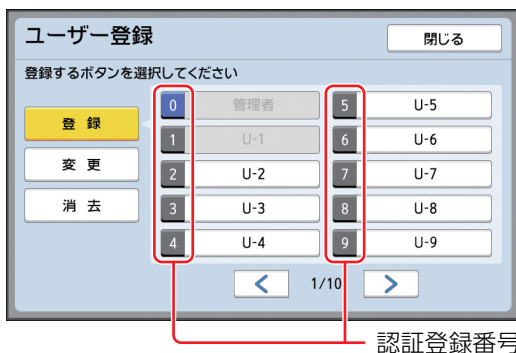 ユーザー登録
閉じる
登録するボタンを選択してください
登 録
変 更
消 去
0 管理者
1 U-1
2 U-2
3 U-3
4 U-4
5 U-5
6 U-6
7 U-7
8 U-8
9 U-9
1/10
認証登録番号